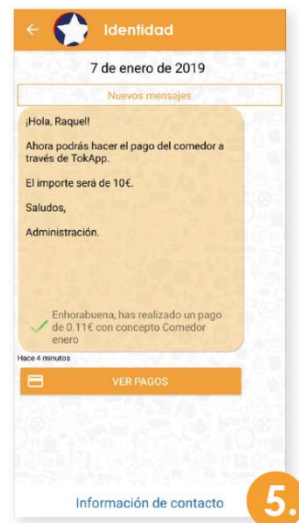 Identidad
7 de enero de 2019
Nuevos mensajes
¡Hola, Raquel!
Ahora podrás hacer el pago del comedor a
través de TokApp.
El importe será de 10€.
Saludos,
Administración.
Enhorabuena, has realizado un pago
de 0.11€ con concepto Comedor
enero
Hace 4 minutos
VER PAGOS
Información de contacto
5.